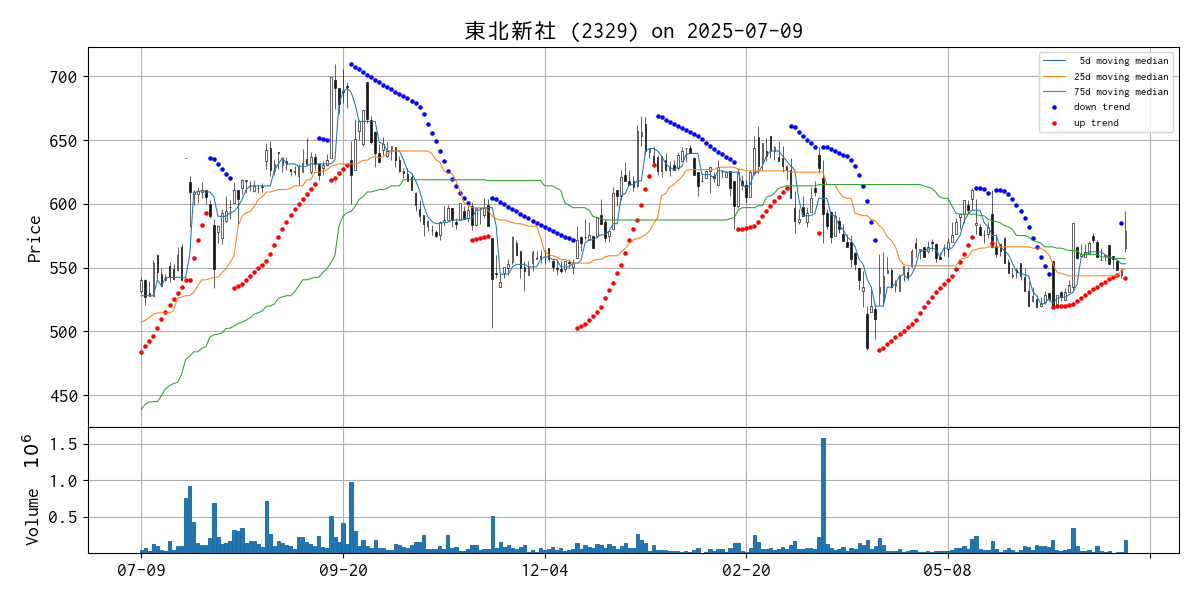 東北新社 (2329) on 2025-07-09
5d moving median
25d moving median
75d moving median
down trend
up trend
Price
700
650
600
550
500
450
Volume 10^6
1.5
1.0
0.5
07-09
09-20
12-04
02-20
05-08